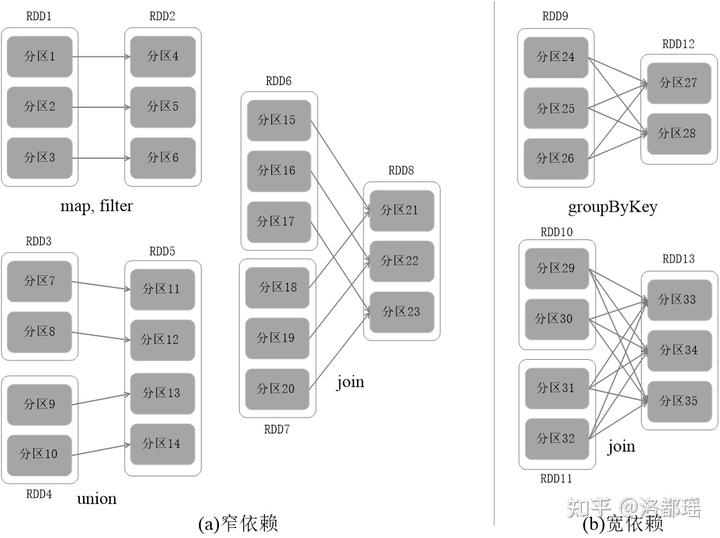 RDD1
RDD2
分区1
分区4
分区2
分区5
分区3
分区6
map, filter
RDD3
RDD5
分区7
分区11
分区8
分区12
分区9
分区13
分区10
分区14
RDD4
union
RDD6
分区15
分区16
分区17
RDD8
分区21
分区22
分区23
分区18
分区19
分区20
RDD7
join
(a)窄依赖
RDD9
RDD12
分区24
分区27
分区25
分区28
分区26
groupByKey
RDD10
RDD13
分区29
分区33
分区30
分区34
分区31
分区35
分区32
RDD11
join
(b)宽依赖
知乎 @洛都瑶